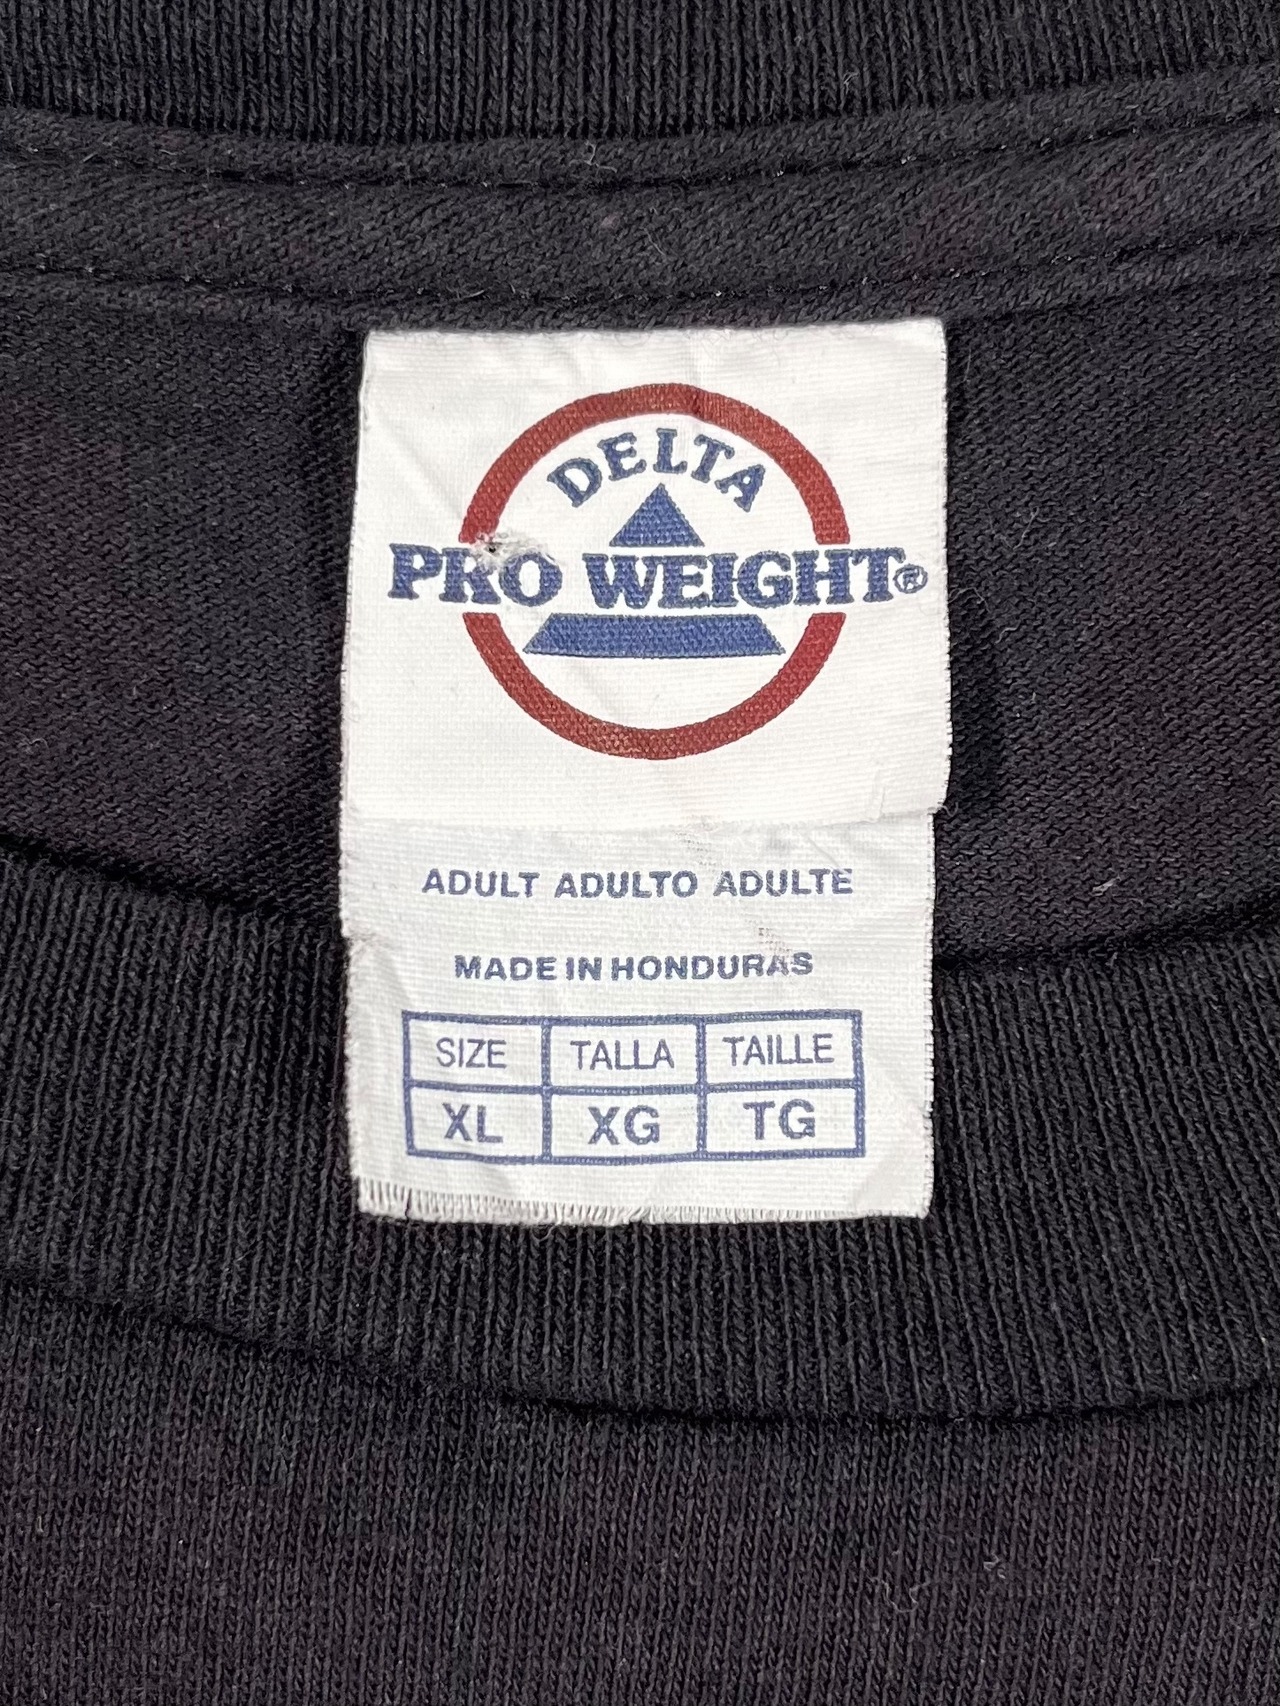 DELTA
PRO WEIGHT®
ADULT ADULTO ADULTE
MADE IN HONDURAS
SIZE TALLA TAILLE
XL XG TG